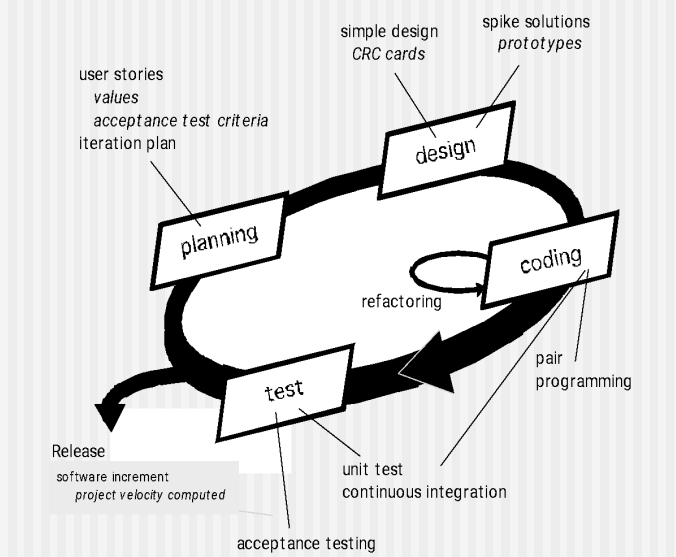 spike solutions
prototypes
simple design
CRC cards
user stories
values
acceptance test criteria
iteration plan
design
planning
coding
refactoring
test
pair
programming
Release
software increment
project velocity computed
unit test
continuous integration
acceptance testing